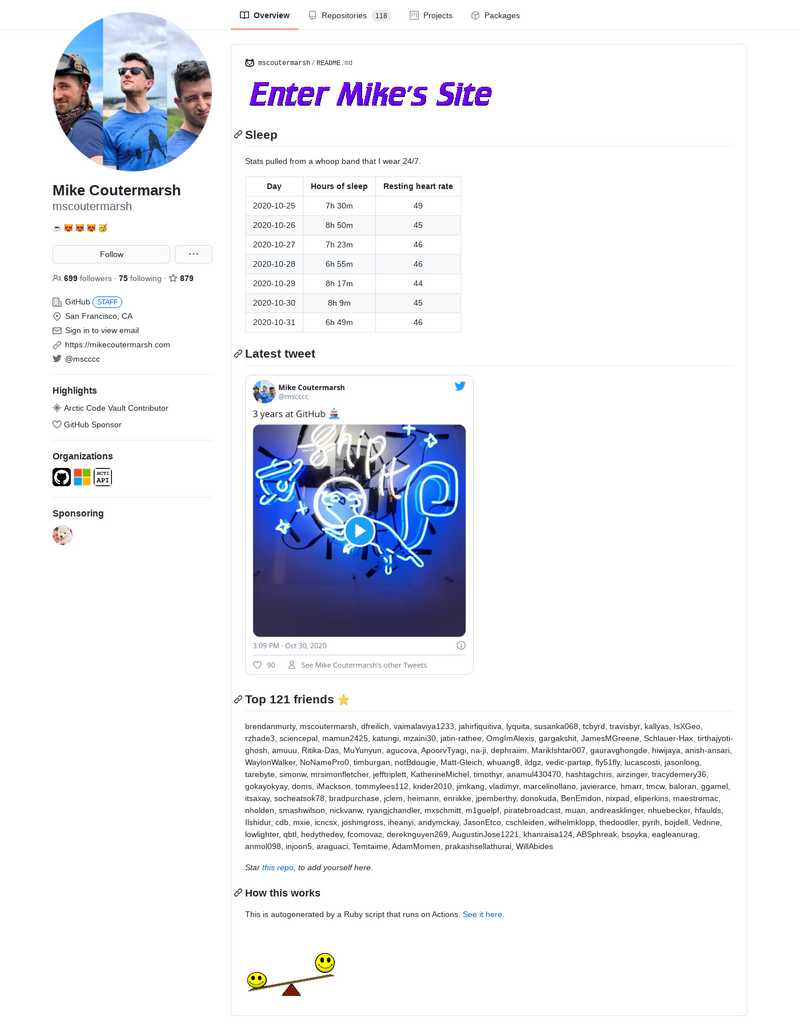 Overview
Repositories 118
Projects
Packages
Mike Coutermarsh
mscoutermarsh
Follow
699 followers · 75 following · 879
GitHub STAFF
San Francisco, CA
Sign in to view email
https://mikecoutermarsh.com
@mscccc
Highlights
Arctic Code Vault Contributor
GitHub Sponsor
Organizations
API
Sponsoring
mscoutermarsh / README.md
Enter Mike's Site
Sleep
Stats pulled from a whoop band that I wear 24/7.
Day Hours of sleep Resting heart rate
2020-10-25 7h 30m 49
2020-10-26 8h 50m 45
2020-10-27 7h 23m 46
2020-10-28 6h 55m 46
2020-10-29 8h 17m 44
2020-10-30 8h 9m 45
2020-10-31 6h 49m 46
Latest tweet
Mike Coutermarsh
@mscccc
3 years at GitHub
Ship it
3:09 PM · Oct 30, 2020
90 See Mike Coutermarsh's other Tweets
Top 121 friends
brendanmurty, mscoutermarsh, dfreilich, vaimalaviya1233, jahirfiquitiva, lyquita, susanka068, tcbyrd, travisbyr, kallyas, IsXGeo,
rzhade3, sciencepal, mamun2425, katungi, mzaini30, jatin-rathee, OmgImAlexis, gargakshit, JamesMGreene, Schlauer-Hax, tirthajyoti-
ghosh, amuuu, Ritika-Das, MuYunyun, agucova, ApoorvTyagi, na-ji, dephraiim, MarikIshtar007, gauravghongde, hiwijaya, anish-ansari,
WaylonWalker, NoNamePro0, timburgan, notBdougie, Matt-Gleich, whuang8, ildgz, vedic-partap, fly51fly, lucascosti, jasonlong,
tarebyte, simonw, mrsimonfletcher, jefftriplett, KatherineMichel, timothyr, anamul430470, hashtagchris, airzinger, tracydemery36,
gokayokyay, doms, iMackson, tommylees112, krider2010, jimkang, vladimyr, marcelinollano, javierarce, hmarr, tmcw, baloran, ggamel,
itsaxay, socheatsok78, bradpurchase, jclem, heimann, enriikke, jpemberthy, donokuda, BenEmdon, nixpad, eliperkins, maestromac,
nholden, smashwilson, nickvanw, ryangjchandler, mxschmitt, m1guelpf, piratebroadcast, muan, andreasklinger, nicbucher, hfaulds,
IIshidur, cdb, mxie, icncsx, joshmgross, iheanyi, andymckay, JasonEtco, cschleiden, wilhelmklopp, thedoodler, pyrih, bojdell, Vedrine,
lowlighter, qbtl, hedythedev, fcomovaz, dereknguyen269, AugustinJose1221, khanraisa124, ABSphreak, bsoyka, eagleanurag,
anmol098, injoon5, araguaci, Temtaime, AdamMomen, prakashsellathurai, WillAbides
Star this repo, to add yourself here.
How this works
This is autogenerated by a Ruby script that runs on Actions. See it here.